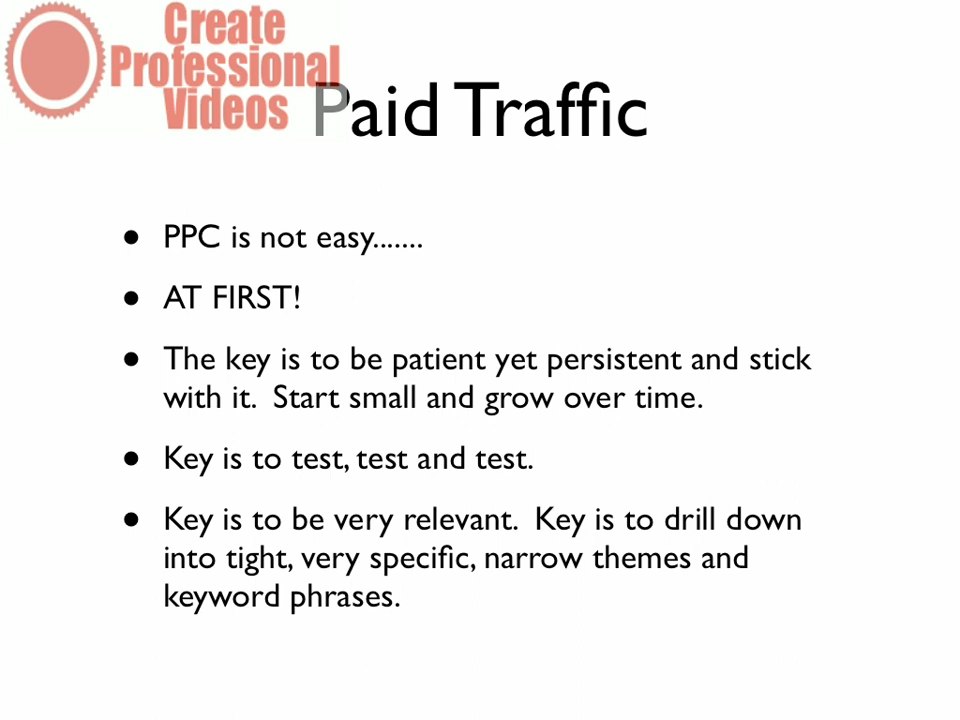 Create
Professional
Videos
Paid Traffic
• PPC is not easy.......
• AT FIRST!
• The key is to be patient yet persistent and stick
with it.  Start small and grow over time.
• Key is to test, test and test.
• Key is to be very relevant.  Key is to drill down
into tight, very specific, narrow themes and
keyword phrases.